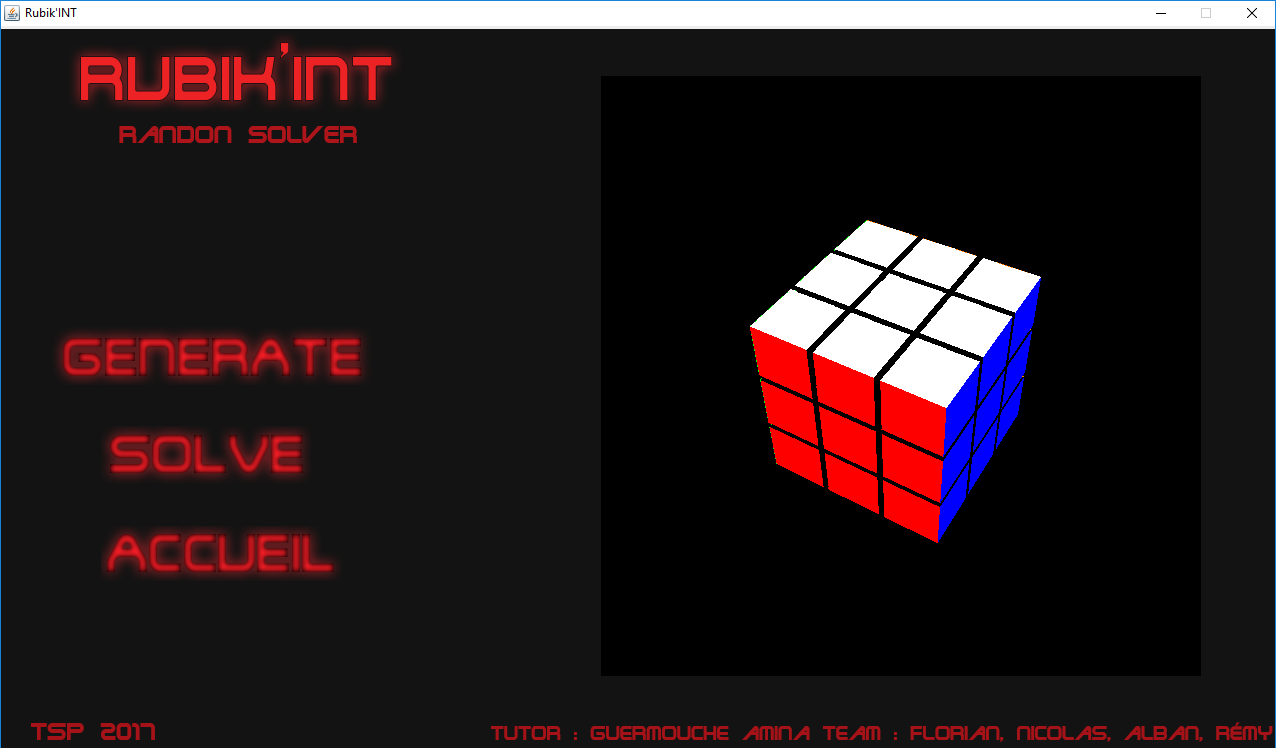 Rubik'INT
RUBIK'INT
RANDON SOLVER
GENERATE
SOLVE
ACCUEIL
TSP 2017
TUTOR : GUERMOUCHE AMINA TEAM : FLORIAN, NICOLAS, ALBAN, RÉMY